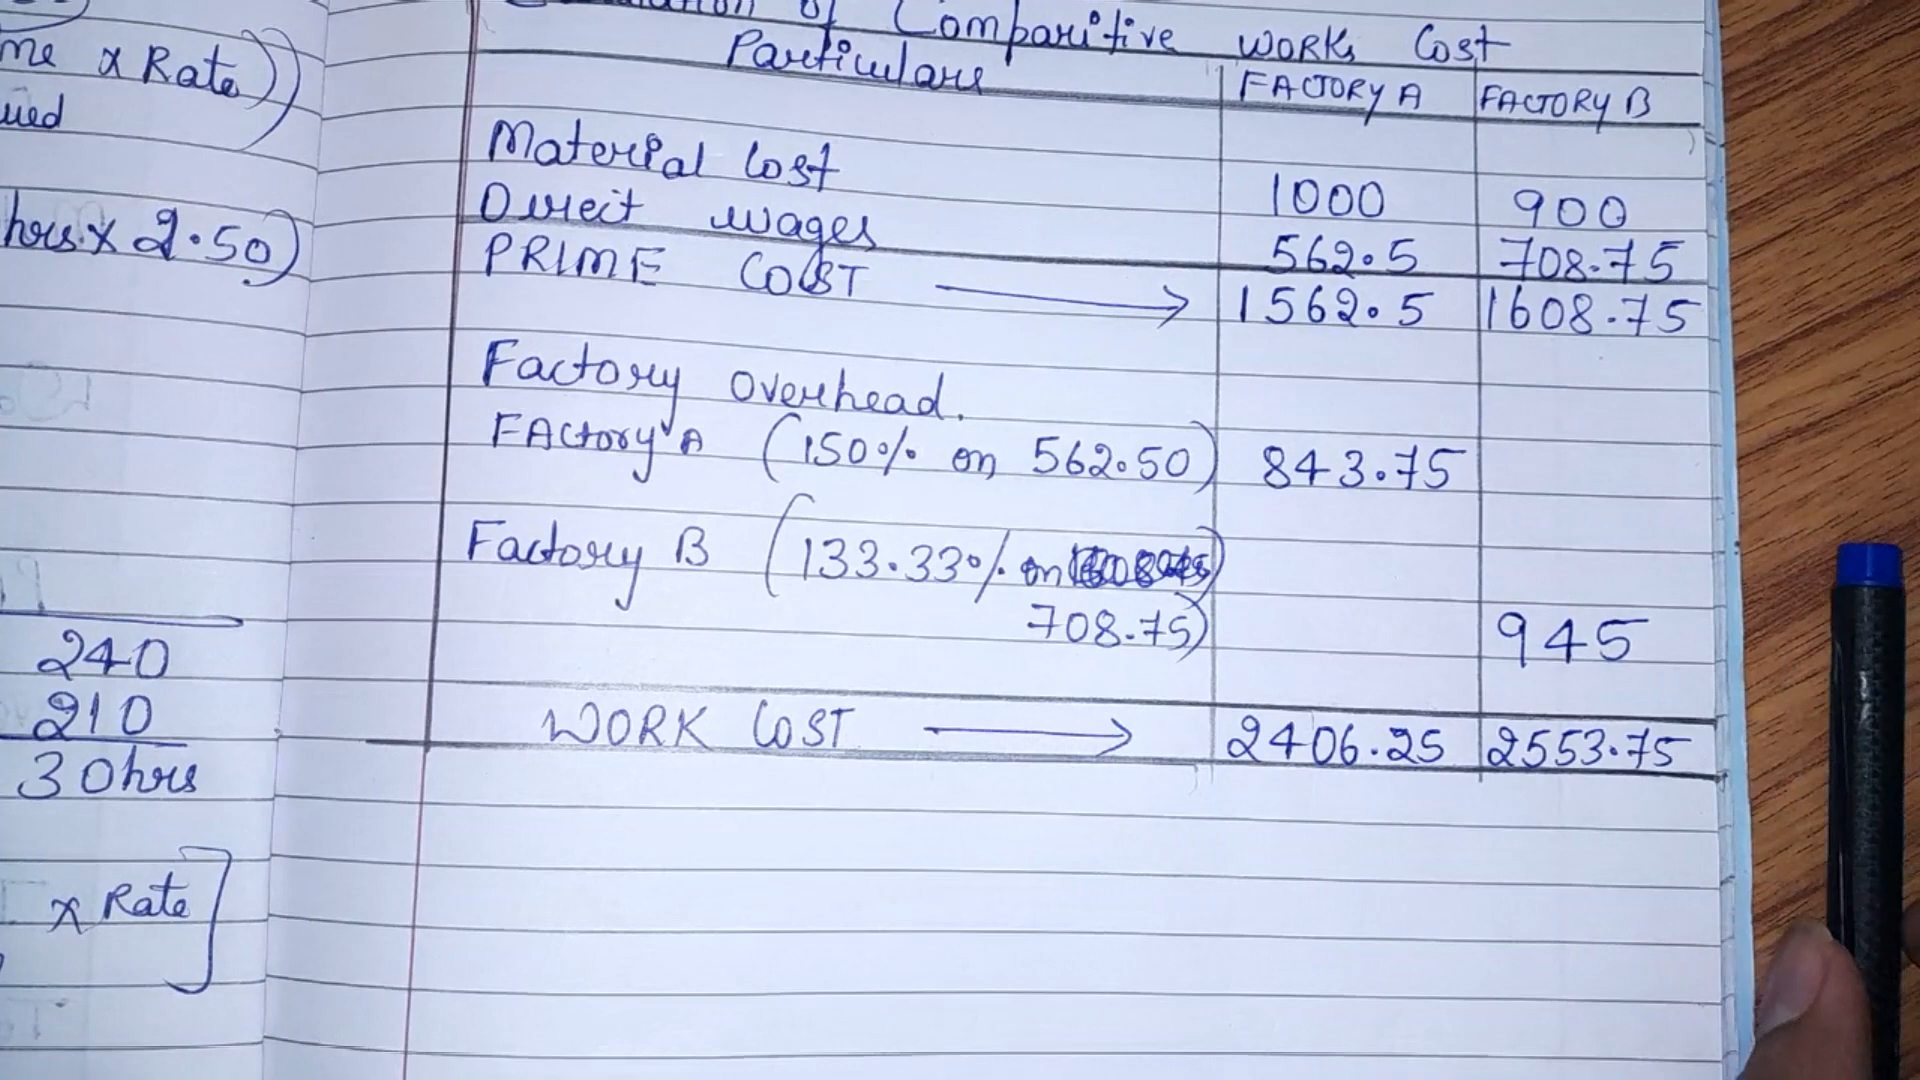 me x Rate))
ued
hrs x 2.50)
240
210
30hrs
x Rate]
of Comparitive works Cost
Particulars FACTORY A FACTORY B
Material Cost 1000 900
Direct wages 562.5 708.75
PRIME COST → 1562.5 1608.75
Factory overhead.
FActory A (150% on 562.50) 843.75
Factory B (133.33% on
708.75) 945
WORK COST → 2406.25 2553.75